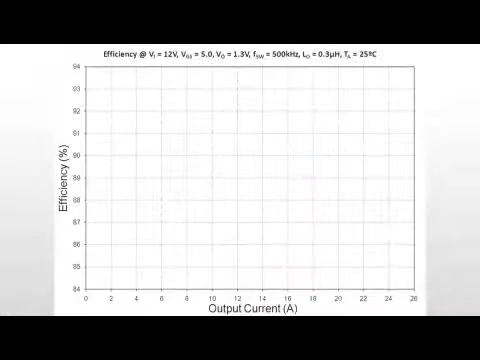 Efficiency @ VI = 12V, VGS = 5.0, VO = 1.3V, fSW = 500kHz, LO = 0.3µH, TA = 25ºC
94
93
92
91
90
89
88
87
86
85
84
Efficiency (%)
0 2 4 6 8 10 12 14 16 18 20 22 24 26
Output Current (A)